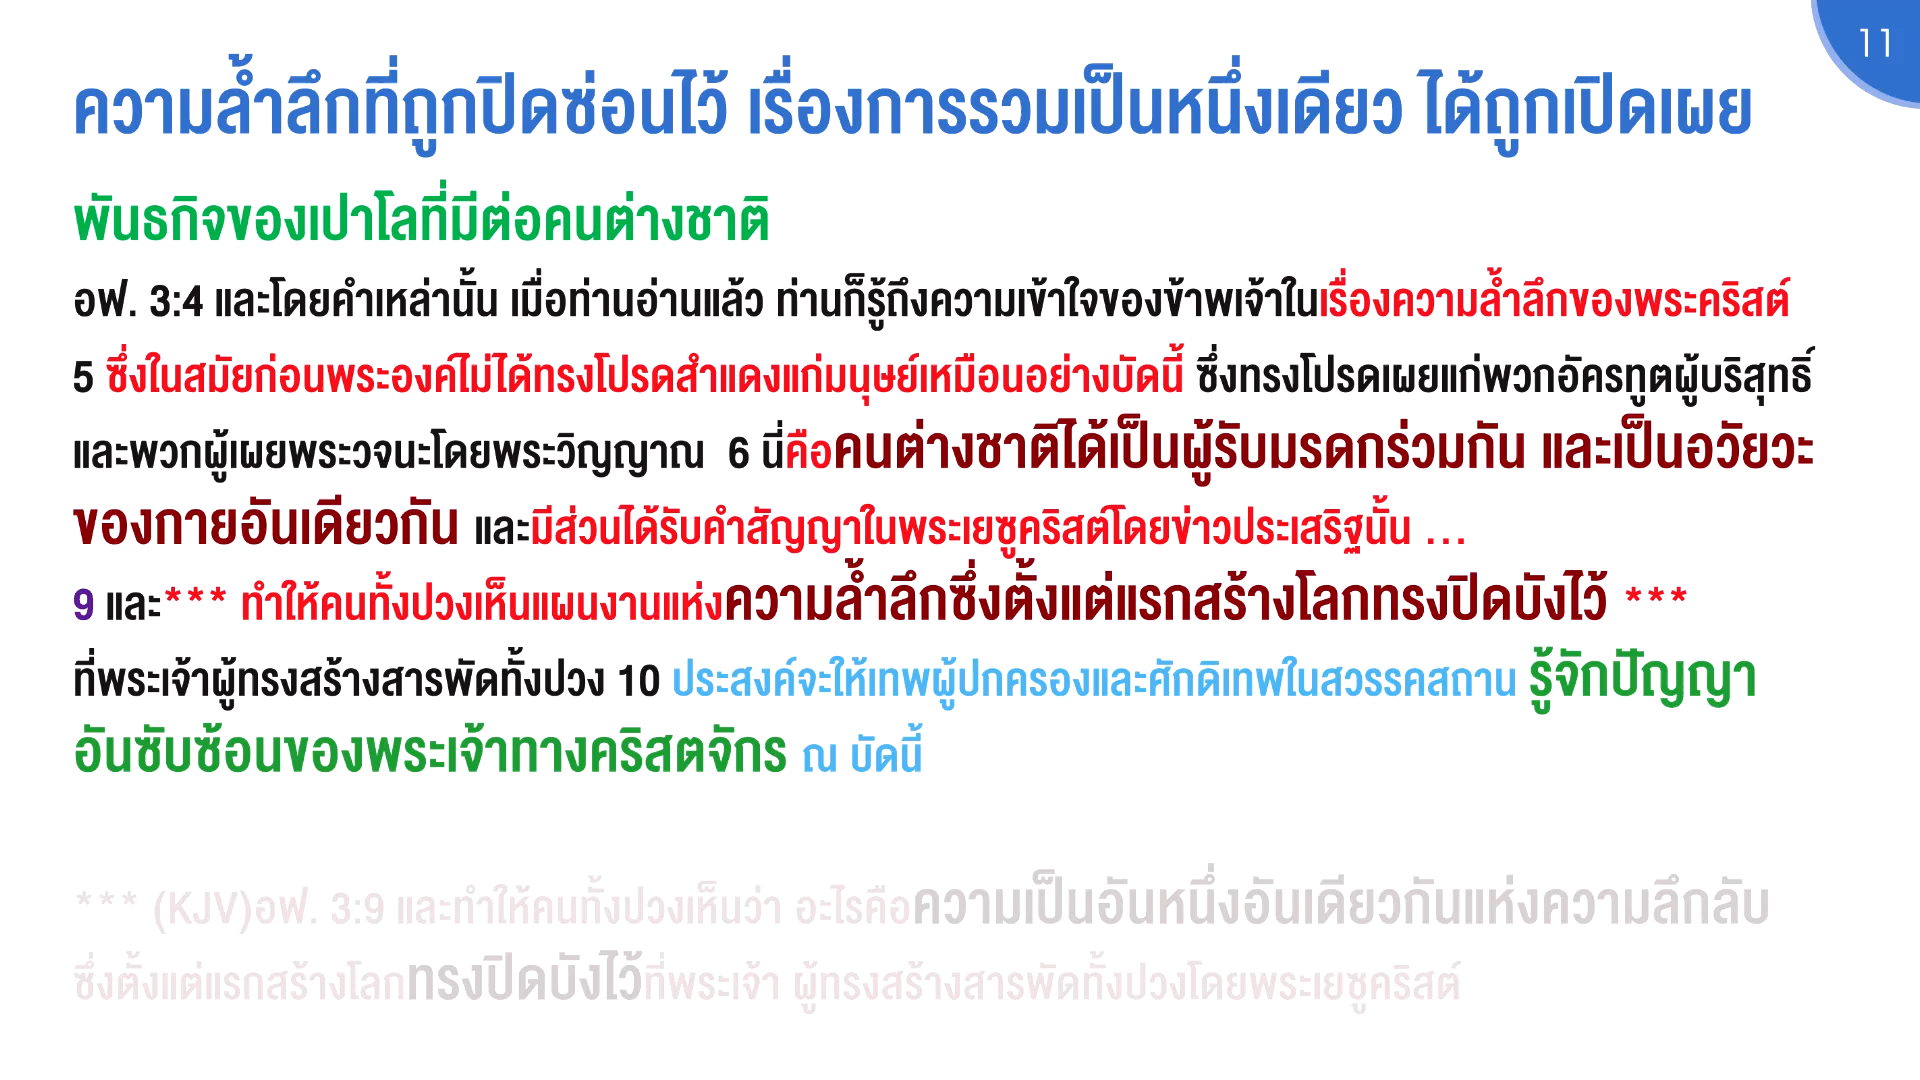 11
ความล้ำลึกที่ถูกปิดซ่อนไว้ เรื่องการรวมเป็นหนึ่งเดียว ได้ถูกเปิดเผย
พันธกิจของเปาโลที่มีต่อคนต่างชาติ
อฟ. 3:4 และโดยคำเหล่านั้น เมื่อท่านอ่านแล้ว ท่านก็รู้ถึงความเข้าใจของข้าพเจ้าในเรื่องความล้ำลึกของพระคริสต์
5 ซึ่งในสมัยก่อนพระองค์ไม่ได้ทรงโปรดสำแดงแก่มนุษย์เหมือนอย่างบัดนี้ ซึ่งทรงโปรดเผยแก่พวกอัครทูตผู้บริสุทธิ์
และพวกผู้เผยพระวจนะโดยพระวิญญาณ 6 นี่คือคนต่างชาติได้เป็นผู้รับมรดกร่วมกัน และเป็นอวัยวะ
ของกายอันเดียวกัน และมีส่วนได้รับคำสัญญาในพระเยซูคริสต์โดยข่าวประเสริฐนั้น ...
9 และ*** ทำให้คนทั้งปวงเห็นแผนงานแห่งความล้ำลึกซึ่งตั้งแต่แรกสร้างโลกทรงปิดบังไว้ ***
ที่พระเจ้าผู้ทรงสร้างสารพัดทั้งปวง 10 ประสงค์จะให้เทพผู้ปกครองและศักดิเทพในสวรรคสถาน รู้จักปัญญา
อันซับซ้อนของพระเจ้าทางคริสตจักร ณ บัดนี้
*** (KJV)อฟ. 3:9 และทำให้คนทั้งปวงเห็นว่า อะไรคือความเป็นอันหนึ่งอันเดียวกันแห่งความลึกลับ
ซึ่งตั้งแต่แรกสร้างโลกทรงปิดบังไว้ที่พระเจ้า ผู้ทรงสร้างสารพัดทั้งปวงโดยพระเยซูคริสต์